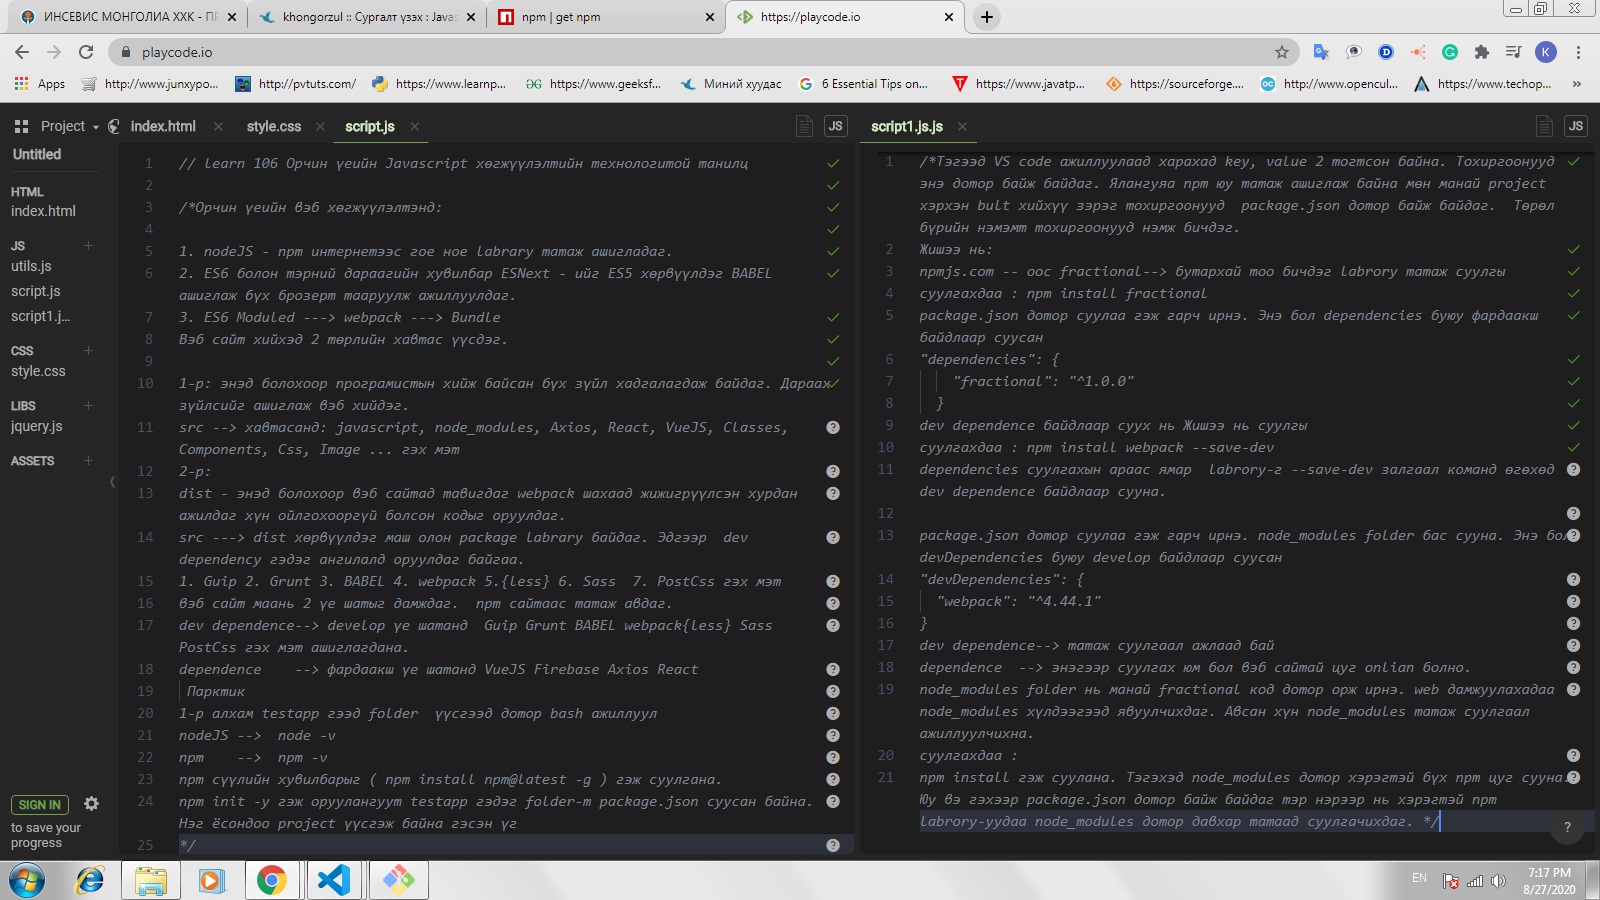 ИНСЕВИС МОНГОЛИА ХХК - ПР
khongorzul :: Сургалт үзэх : Javas
npm | get npm
https://playcode.io
playcode.io
K
Apps
http://www.junxypo...
http://pvtuts.com/
https://www.learnp...
https://www.geeksf...
Миний хуудас
6 Essential Tips on...
https://www.javatp...
https://sourceforge....
http://www.opencul...
https://www.techop...
»
Project
index.html
style.css
script.js
JS
script1.js.js
JS
Untitled
HTML
index.html
JS
utils.js
script.js
script1.j...
CSS
style.css
LIBS
jquery.js
ASSETS
SIGN IN
to save your
progress
1 // learn 106 Орчин үеийн Javascript хөгжүүлэлтийн технологитой танилц
2
3 /*Орчин үеийн вэб хөгжүүлэлтэнд:
4
5 1. nodeJS - npm интернетээс гое ное labrary татаж ашигладаг.
6 2. ES6 болон тэрний дараагийн хувилбар ESNext - ийг ES5 хөрвүүлдэг BABEL
ашиглаж бүх брозерт тааруулж ажиллуулдаг.
7 3. ES6 Moduled ---> webpack ---> Bundle
8 Вэб сайт хийхэд 2 төрлийн хавтас үүсдэг.
9
10 1-р: энэд болохоор програмистын хийж байсан бүх зүйл хадгалагдаж байдаг. Дараах
зүйлсийг ашиглаж вэб хийдэг.
11 src --> хавтасанд: javascript, node_modules, Axios, React, VueJS, Classes,
Components, Css, Image ... гэх мэт
12 2-р:
13 dist - энэд болохоор вэб сайтад тавигдаг webpack шахаад жижигрүүлсэн хурдан
ажилдаг хүн ойлгохооргүй болсон кодыг оруулдаг.
14 src ---> dist хөрвүүлдэг маш олон package labrary байдаг. Эдгээр dev
dependency гэдэг ангилалд оруулдаг байгаа.
15 1. Guip 2. Grunt 3. BABEL 4. webpack 5.{less} 6. Sass 7. PostCss гэх мэт
16 вэб сайт маань 2 үе шатыг дамждаг. npm сайтаас татаж авдаг.
17 dev dependence--> develop үе шатанд Guip Grunt BABEL webpack{less} Sass
PostCss гэх мэт ашиглагдана.
18 dependence --> фардаакш үе шатанд VueJS Firebase Axios React
19 Парктик
20 1-р алхам testapp гээд folder үүсгээд дотор bash ажиллуул
21 nodeJS --> node -v
22 npm --> npm -v
23 npm сүүлийн хувилбарыг ( npm install npm@latest -g ) гэж суулгана.
24 npm init -y гэж оруулангуут testapp гэдэг folder-т package.json суусан байна.
Нэг ёсондоо project үүсгэж байна гэсэн үг
25 */
1 /*Тэгээд VS code ажиллуулаад харахад key, value 2 тогтсон байна. Тохиргоонууд
энэ дотор байж байдаг. Ялангуяа npm юу татаж ашиглаж байна мөн манай project
хэрхэн bult хийхүү зэрэг тохиргоонууд package.json дотор байж байдаг. Төрөл
бүрийн нэмэмт тохиргоонууд нэмж бичдэг.
2 Жишээ нь:
3 npmjs.com -- оос fractional--> бутархай тоо бичдэг labrory татаж суулгы
4 суулгахдаа : npm install fractional
5 package.json дотор суулаа гэж гарч ирнэ. Энэ бол dependencies буюу фардаакш
байдлаар суусан
6 "dependencies": {
7 "fractional": "^1.0.0"
8 }
9 dev dependence байдлаар суух нь Жишээ нь суулгы
10 суулгахдаа : npm install webpack --save-dev
11 dependencies суулгахын араас ямар labrory-г --save-dev залгаал команд өгөхөд
dev dependence байдлаар сууна.
12
13 package.json дотор суулаа гэж гарч ирнэ. node_modules folder бас сууна. Энэ бол
devDependencies буюу develop байдлаар суусан
14 "devDependencies": {
15 "webpack": "^4.44.1"
16 }
17 dev dependence--> татаж суулгаал ажлаад бай
18 dependence --> энэгээр суулгах юм бол вэб сайтай цуг onlian болно.
19 node_modules folder нь манай fractional код дотор орж ирнэ. web дамжуулахадаа
node_modules хүлдээгээд явуулчихдаг. Авсан хүн node_modules татаж суулгаал
ажиллуулчихна.
20 суулгахдаа :
21 npm install гэж суулана. Тэгэхэд node_modules дотор хэрэгтэй бүх npm цуг сууна.
Юу вэ гэхээр package.json дотор байж байдаг тэр нэрээр нь хэрэгтэй npm
labrory-уудаа node_modules дотор давхар татаад суулгачихдаг. */
?
EN
7:17 PM
8/27/2020